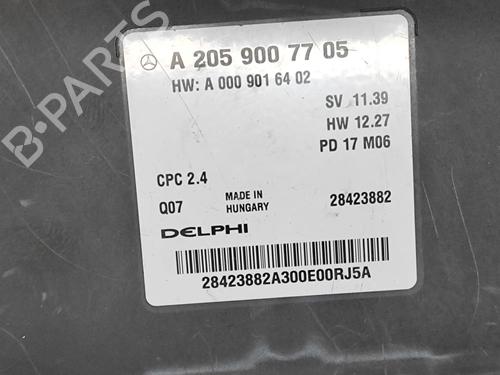 A 205 900 77 05
HW: A 000 901 64 02
SV 11.39
HW 12.27
PD 17 M06
CPC 2.4
Q07
MADE IN
HUNGARY
28423882
DELPHI
28423882A300E00RJ5A
B-PARTS